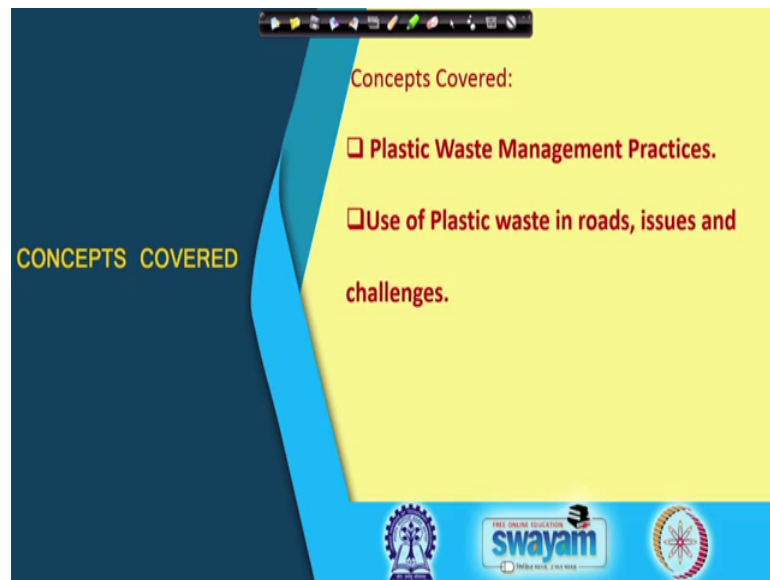 Concepts Covered:
❑ Plastic Waste Management Practices.
❑Use of Plastic waste in roads, issues and
challenges.
CONCEPTS COVERED
FREE ONLINE EDUCATION
swayam